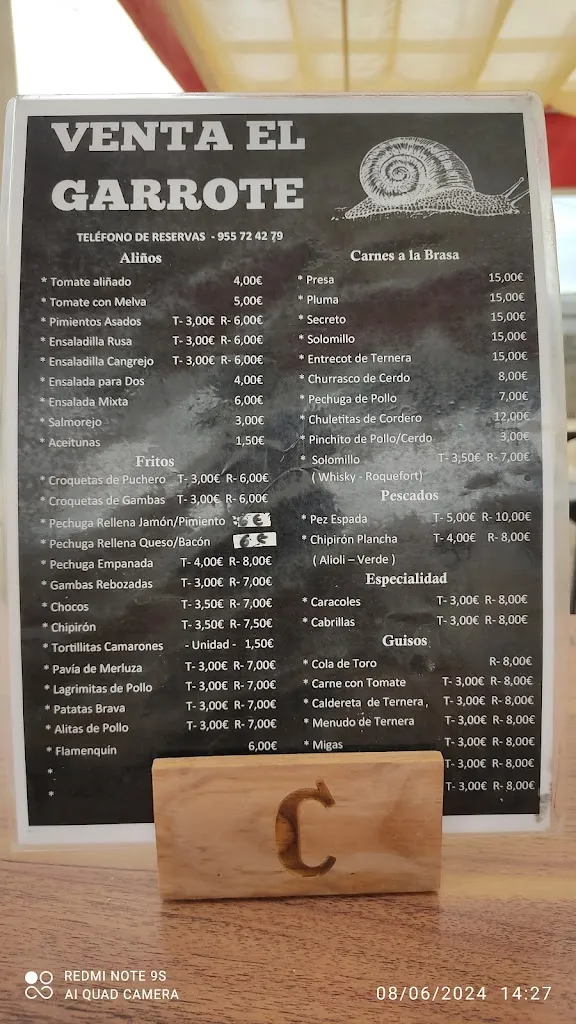 VENTA EL
GARROTE
TELÉFONO DE RESERVAS - 955 72 42 79
Aliños
* Tomate aliñado 4,00€
* Tomate con Melva 5,00€
* Pimientos Asados T- 3,00€ R- 6,00€
* Ensaladilla Rusa T- 3,00€ R- 6,00€
* Ensaladilla Cangrejo T- 3,00€ R- 6,00€
* Ensalada para Dos 4,00€
* Ensalada Mixta 6,00€
* Salmorejo 3,00€
* Aceitunas 1,50€
Fritos
* Croquetas de Puchero T- 3,00€ R- 6,00€
* Croquetas de Gambas T- 3,00€ R- 6,00€
* Pechuga Rellena Jamón/Pimiento 6 €
* Pechuga Rellena Queso/Bacón 6 €
* Pechuga Empanada T- 4,00€ R- 8,00€
* Gambas Rebozadas T- 3,00€ R- 7,00€
* Chocos T- 3,50€ R- 7,00€
* Chipirón T- 3,50€ R- 7,50€
* Tortillitas Camarones - Unidad - 1,50€
* Pavía de Merluza T- 3,00€ R- 7,00€
* Lagrimitas de Pollo T- 3,00€ R- 7,00€
* Patatas Brava T- 3,00€ R- 7,00€
* Alitas de Pollo T- 3,00€ R- 7,00€
* Flamenquín 6,00€
*
*
Carnes a la Brasa
* Presa 15,00€
* Pluma 15,00€
* Secreto 15,00€
* Solomillo 15,00€
* Entrecot de Ternera 15,00€
* Churrasco de Cerdo 8,00€
* Pechuga de Pollo 7,00€
* Chuletitas de Cordero 12,00€
* Pinchito de Pollo/Cerdo 3,00€
* Solomillo T- 3,50€ R- 7,00€
( Whisky - Roquefort)
Pescados
* Pez Espada T- 5,00€ R- 10,00€
* Chipirón Plancha T- 4,00€ R- 8,00€
( Alioli – Verde )
Especialidad
* Caracoles T- 3,00€ R- 8,00€
* Cabrillas T- 3,00€ R- 8,00€
Guisos
* Cola de Toro R- 8,00€
* Carne con Tomate T- 3,00€ R- 8,00€
* Caldereta de Ternera, T- 3,00€ R- 8,00€
* Menudo de Ternera T- 3,00€ R- 8,00€
* Migas T- 3,00€ R- 8,00€
T- 3,00€ R- 8,00€
T- 3,00€ R- 8,00€
C
REDMI NOTE 9S
AI QUAD CAMERA
08/06/2024 14:27